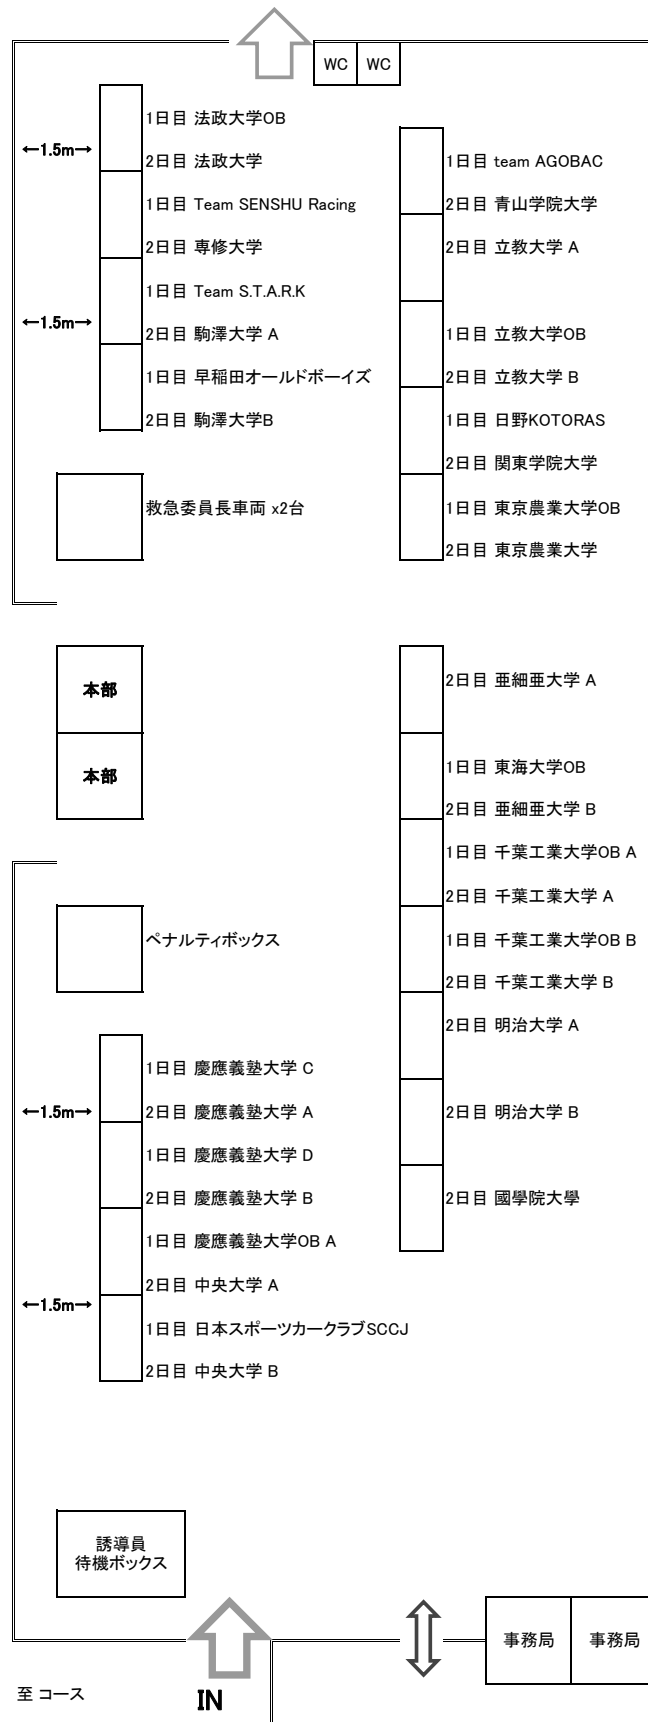 WC
WC
1日目 法政大学OB
←1.5m→
2日目 法政大学
1日目 Team SENSHU Racing
2日目 専修大学
1日目 Team S.T.A.R.K
←1.5m→
2日目 駒澤大学 A
1日目 早稲田オールドボーイズ
2日目 駒澤大学B
救急委員長車両 x2台
1日目 team AGOBAC
2日目 青山学院大学
2日目 立教大学 A
1日目 立教大学OB
2日目 立教大学 B
1日目 日野KOTORAS
2日目 関東学院大学
1日目 東京農業大学OB
2日目 東京農業大学
本部
本部
ペナルティボックス
2日目 亜細亜大学 A
1日目 東海大学OB
2日目 亜細亜大学 B
1日目 千葉工業大学OB A
2日目 千葉工業大学 A
1日目 千葉工業大学OB B
2日目 千葉工業大学 B
2日目 明治大学 A
2日目 明治大学 B
2日目 國學院大學
1日目 慶應義塾大学 C
←1.5m→
2日目 慶應義塾大学 A
1日目 慶應義塾大学 D
2日目 慶應義塾大学 B
1日目 慶應義塾大学OB A
2日目 中央大学 A
←1.5m→
1日目 日本スポーツカークラブSCCJ
2日目 中央大学 B
誘導員
待機ボックス
事務局
事務局
至 コース
IN